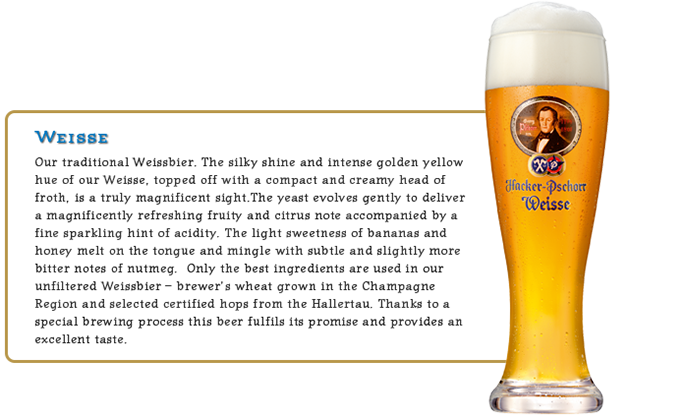 Weisse
Our traditional Weissbier. The silky shine and intense golden yellow
hue of our Weisse, topped off with a compact and creamy head of
froth, is a truly magnificent sight.The yeast evolves gently to deliver
a magnificently refreshing fruity and citrus note accompanied by a
fine sparkling hint of acidity. The light sweetness of bananas and
honey melt on the tongue and mingle with subtle and slightly more
bitter notes of nutmeg.  Only the best ingredients are used in our
unfiltered Weissbier – brewer's wheat grown in the Champagne
Region and selected certified hops from the Hallertau. Thanks to a
special brewing process this beer fulfils its promise and provides an
excellent taste.
Hacker-Pschorr
Weisse